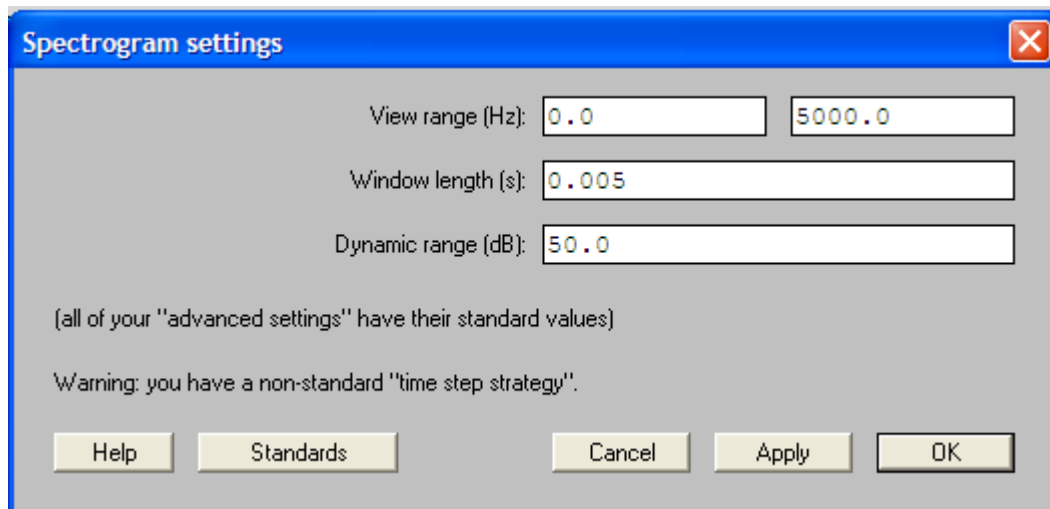 Spectrogram settings
View range (Hz): 0.0 5000.0
Window length (s): 0.005
Dynamic range (dB): 50.0
(all of your "advanced settings" have their standard values)
Warning: you have a non-standard "time step strategy".
Help Standards Cancel Apply OK